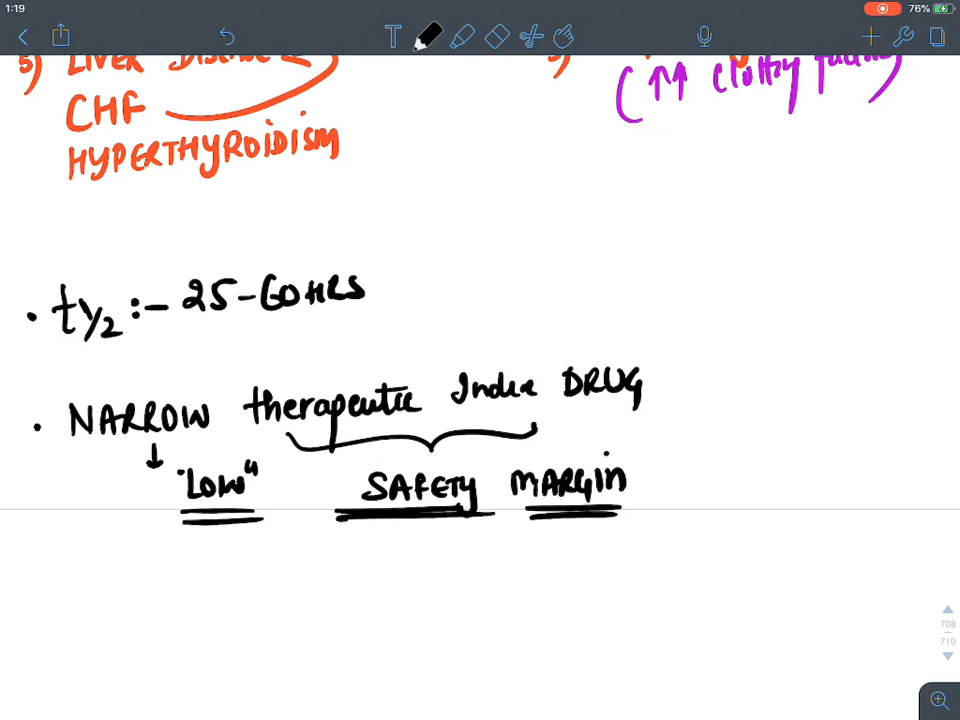 1:19
76%
T
5) LIVER
CHF
HYPERTHYROIDISM
(↑↑ clotting
• t1/2 :- 25-60 HRS
• NARROW therapeutic Index DRUG
↓
"LOW" SAFETY MARGIN
708
710